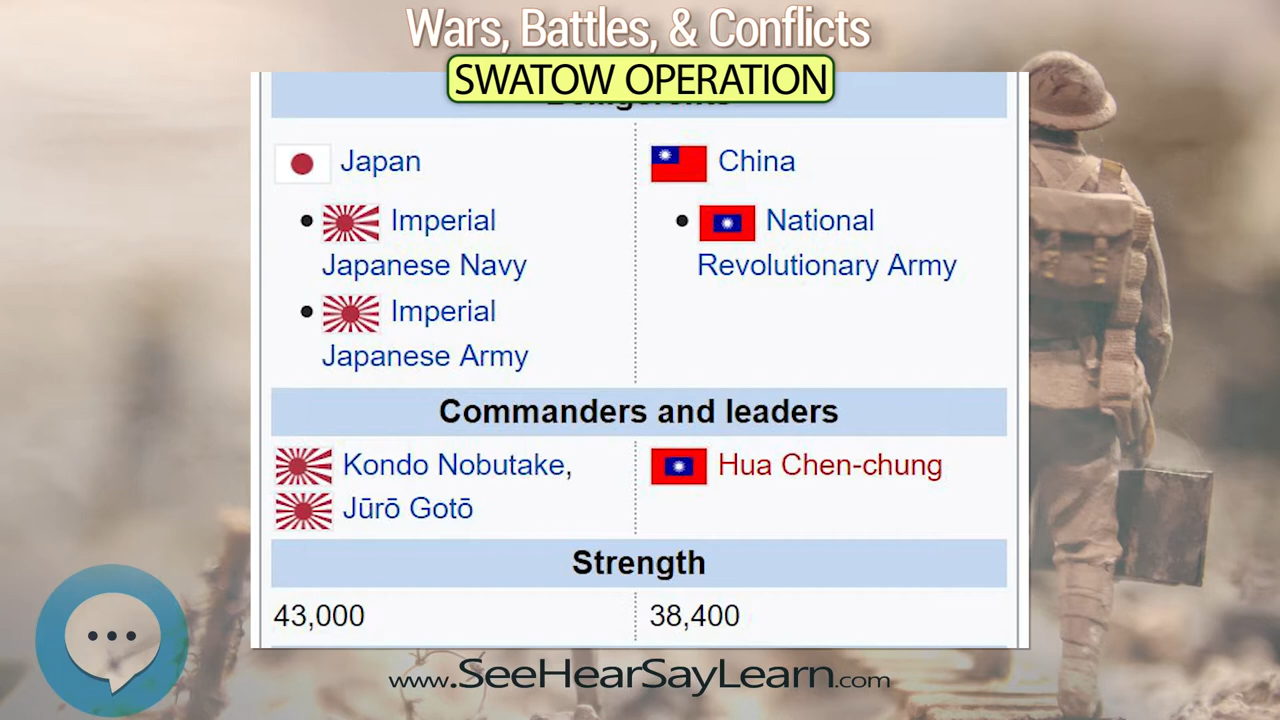 Wars, Battles, & Conflicts
SWATOW OPERATION
Japan
Imperial
Japanese Navy
Imperial
Japanese Army
China
National
Revolutionary Army
Commanders and leaders
Kondo Nobutake,
Jūrō Gotō
Hua Chen-chung
Strength
43,000
38,400
www.SeeHearSayLearn.com